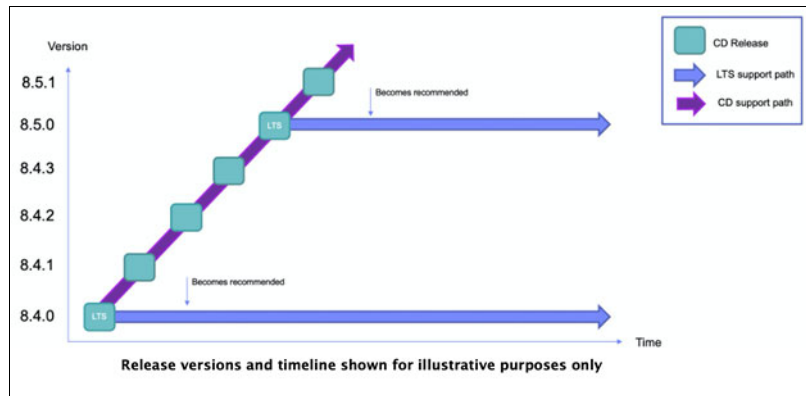 Version
CD Release
LTS support path
CD support path
8.5.1
Becomes recommended
8.5.0
LTS
8.4.3
8.4.2
8.4.1
Becomes recommended
8.4.0
LTS
Time
Release versions and timeline shown for illustrative purposes only